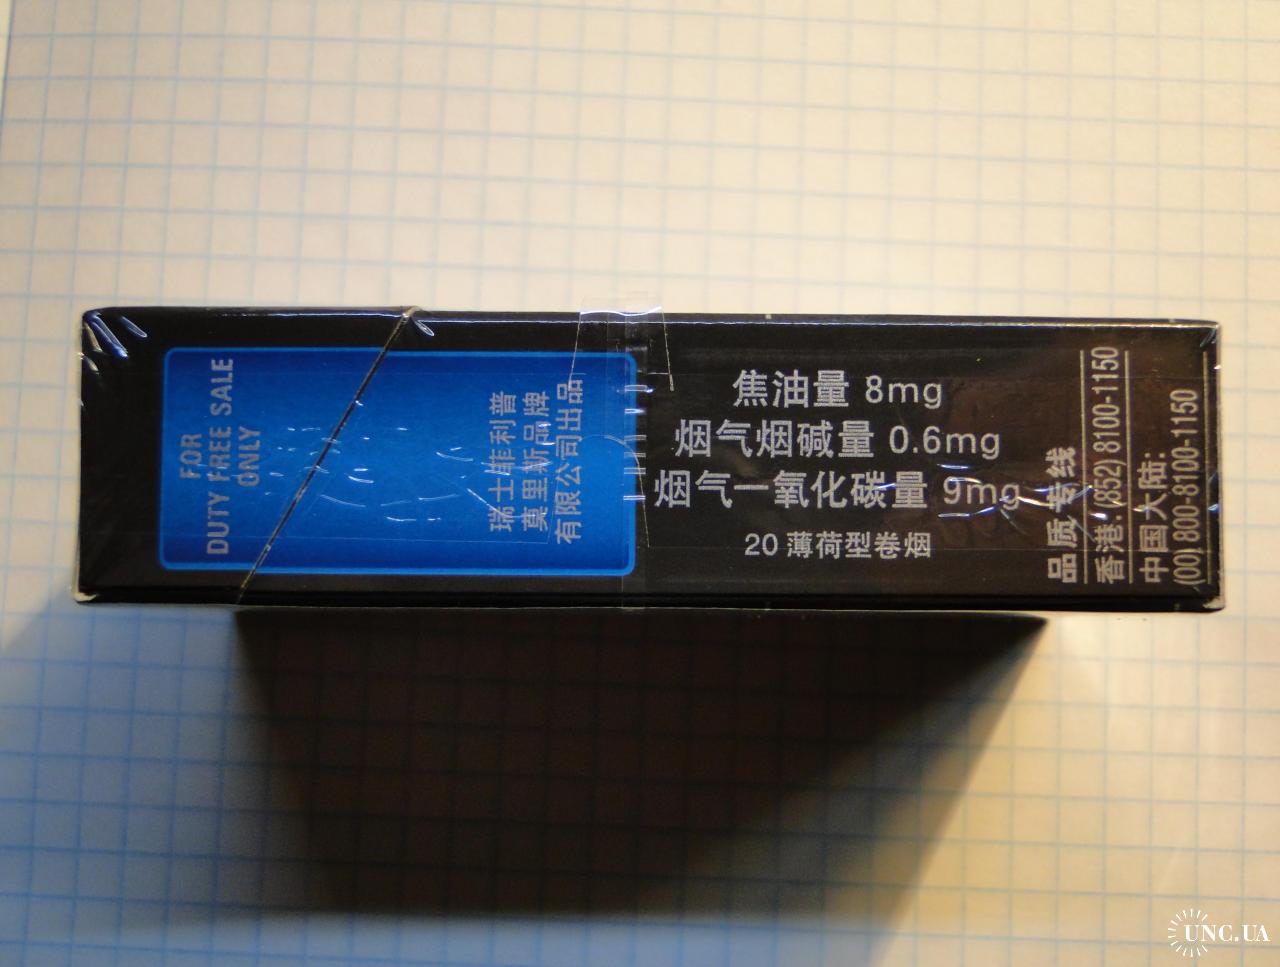 FOR
DUTY FREE SALE
ONLY
瑞士菲利普
莫里斯品牌
有限公司出品
焦油量 8mg
烟气烟碱量 0.6mg
烟气一氧化碳量 9mg
20 薄荷型卷烟
品质专线
香港: (852) 8100-1150
中国大陆:
(00) 800-8100-1150
UNC.UA